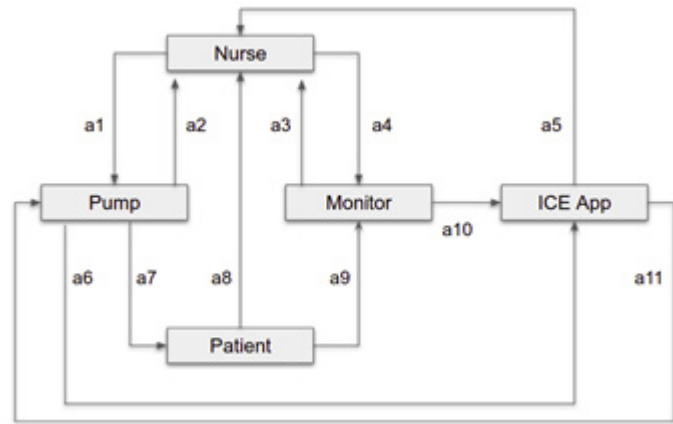 Nurse
a1
a2
a3
a4
a5
Pump
Monitor
ICE App
a10
a6
a7
a8
a9
a11
Patient